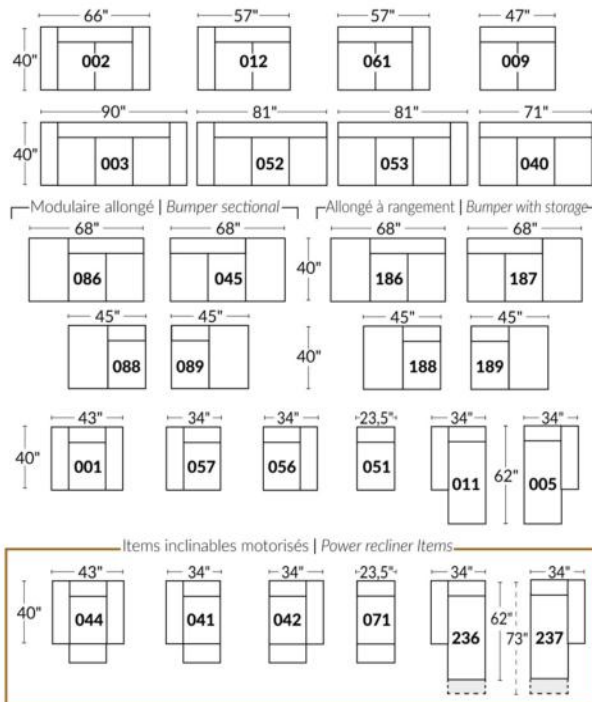 66" 57" 57" 47"
40" 002 012 061 009
90" 81" 81" 71"
40" 003 052 053 040
Modulaire allongé | Bumper sectional Allongé à rangement | Bumper with storage
68" 68" 68" 68"
086 045 40" 186 187
45" 45" 45" 45"
088 089 40" 188 189
43" 34" 34" 23,5" 34" 34"
40" 001 057 056 051 011 62" 005
Items inclinables motorisés | Power recliner Items
43" 34" 34" 23,5" 34" 34"
40" 044 041 042 071 236 62" 73" 237